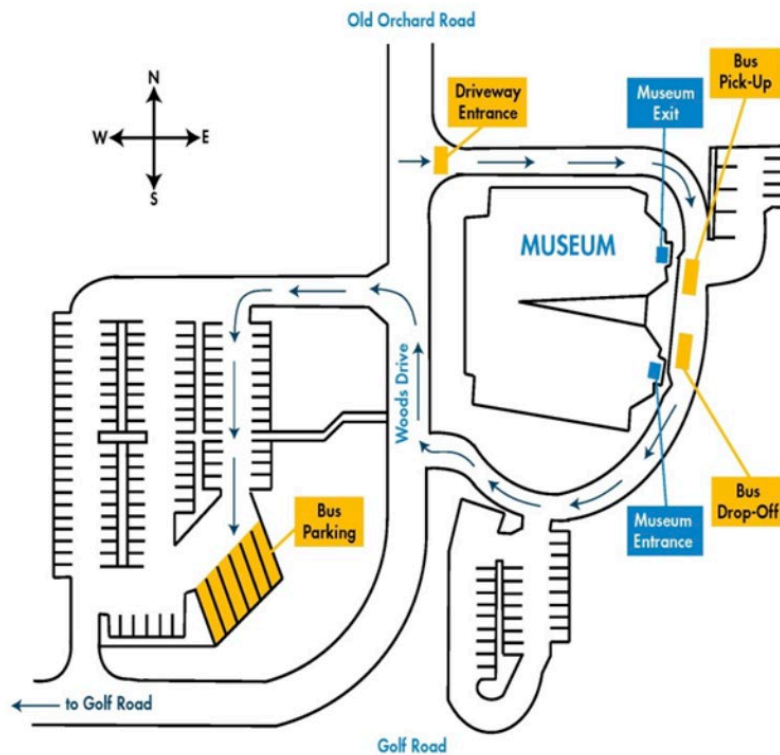 Old Orchard Road
Bus
Pick-Up
Driveway
Entrance
Museum
Exit
N
W
E
S
MUSEUM
Woods Drive
Bus
Parking
Museum
Entrance
Bus
Drop-Off
to Golf Road
Golf Road